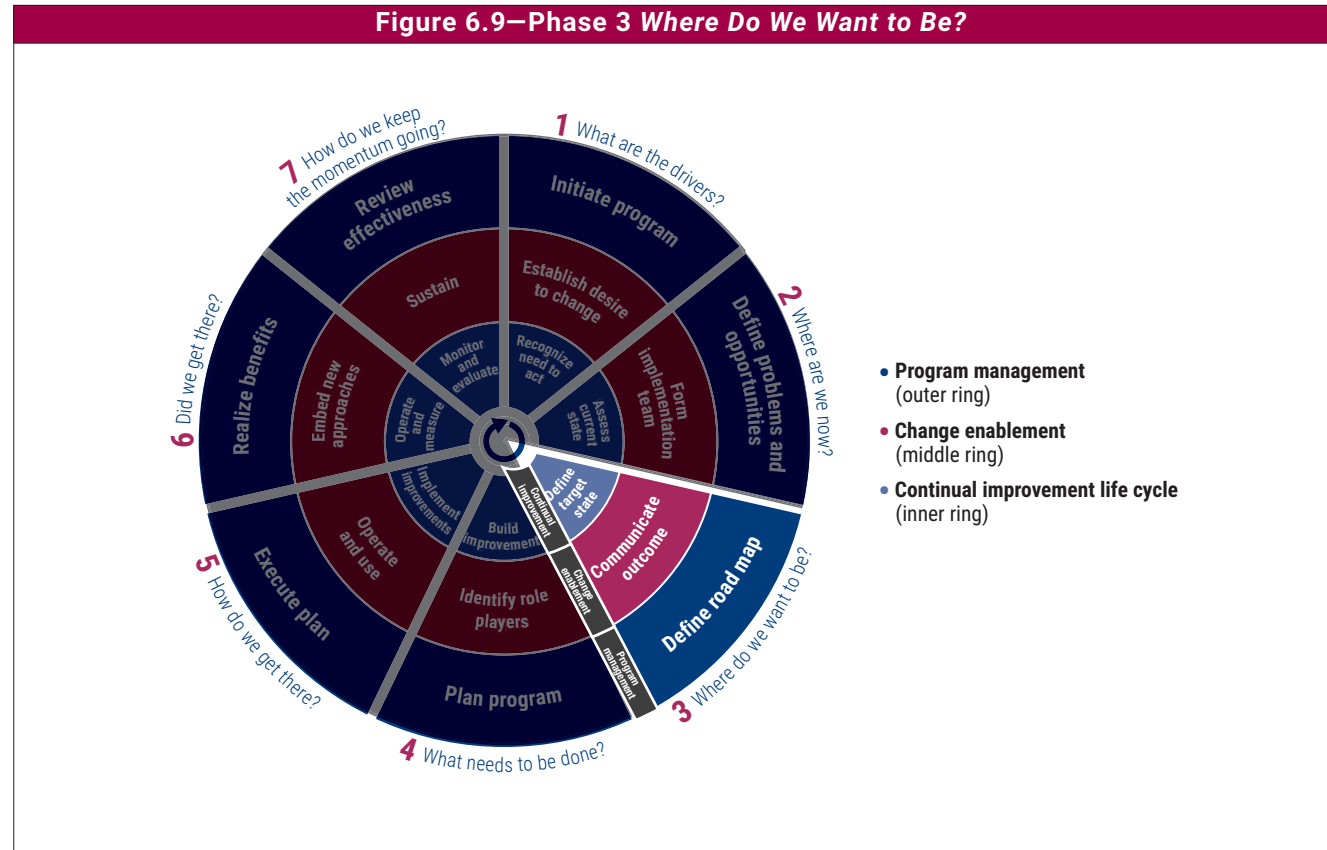 Figure 6.9—Phase 3 Where Do We Want to Be?
1 What are the drivers?
Initiate program
Establish desire
to change
Recognize
need to
act
2 Where are we now?
Define problems and
opportunities
Form
implementation
team
Assess
current
state
3 Where do we want to be?
Define road map
Communicate
outcome
Define
target
state
Continual
improvement
Change
enablement
Program
management
4 What needs to be done?
Plan program
Identify role
players
Build
improvement
5 How do we get there?
Execute plan
Operate
and use
Implement
improvements
6 Did we get there?
Realize benefits
Embed new
approaches
Operate
and
measure
7 How do we keep
the momentum going?
Review
effectiveness
Sustain
Monitor
and
evaluate
• Program management
(outer ring)
• Change enablement
(middle ring)
• Continual improvement life cycle
(inner ring)